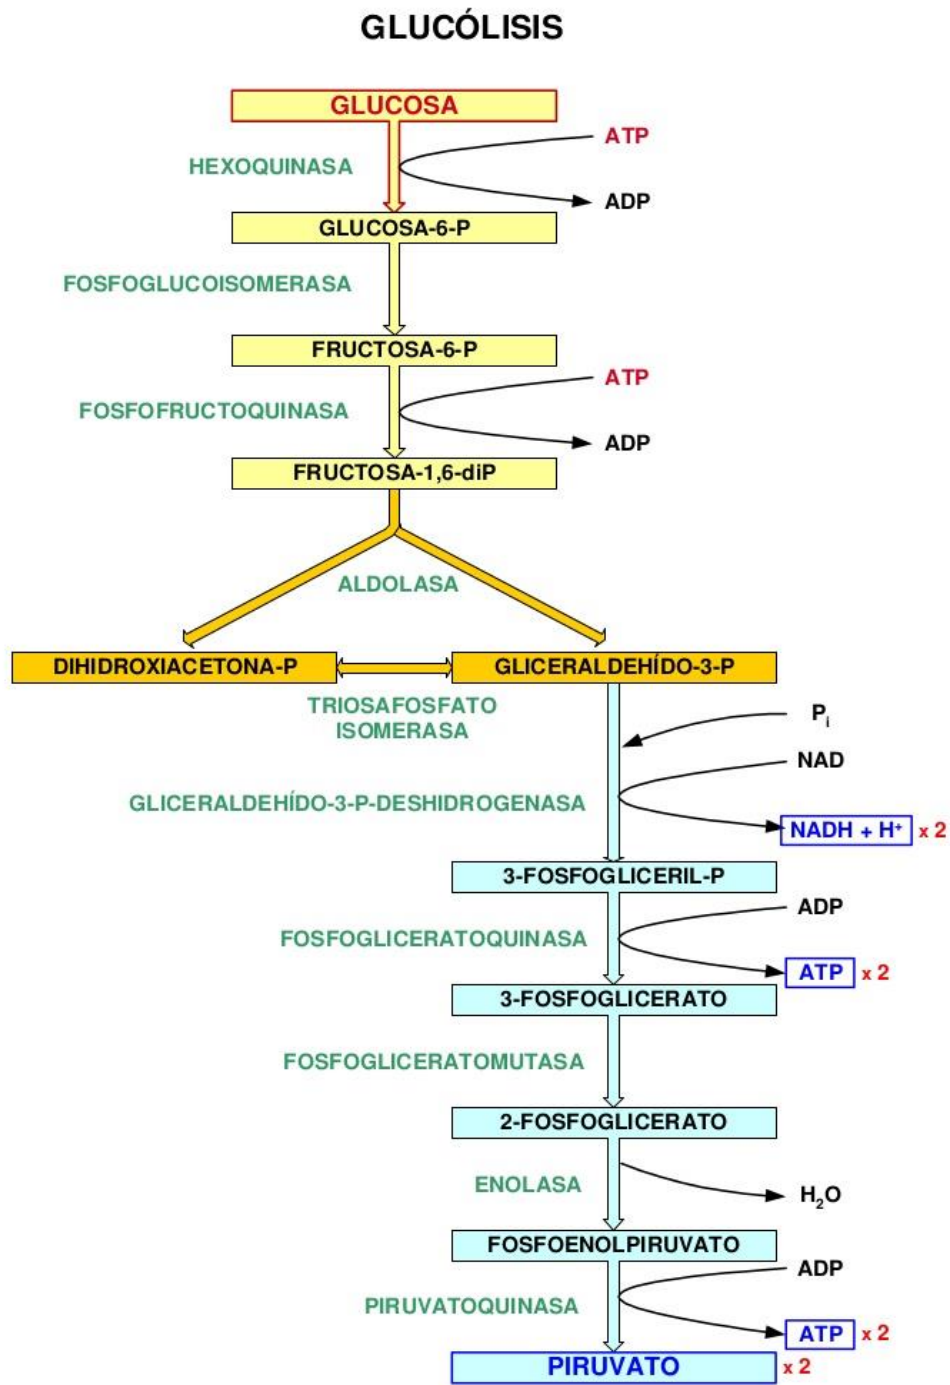 GLUCÓLISIS
GLUCOSA
ATP
HEXOQUINASA
ADP
GLUCOSA-6-P
FOSFOGLUCOISOMERASA
FRUCTOSA-6-P
ATP
FOSFOFRUCTOQUINASA
ADP
FRUCTOSA-1,6-diP
ALDOLASA
DIHIDROXIACETONA-P
GLICERALDEHÍDO-3-P
TRIOSAFOSFATO
ISOMERASA
Pi
NAD
GLICERALDEHÍDO-3-P-DESHIDROGENASA
NADH + H⁺ x 2
3-FOSFOGLICERIL-P
ADP
FOSFOGLICERATOQUINASA
ATP x 2
3-FOSFOGLICERATO
FOSFOGLICERATOMUTASA
2-FOSFOGLICERATO
ENOLASA
H₂O
FOSFOENOLPIRUVATO
ADP
PIRUVATOQUINASA
ATP x 2
PIRUVATO x 2